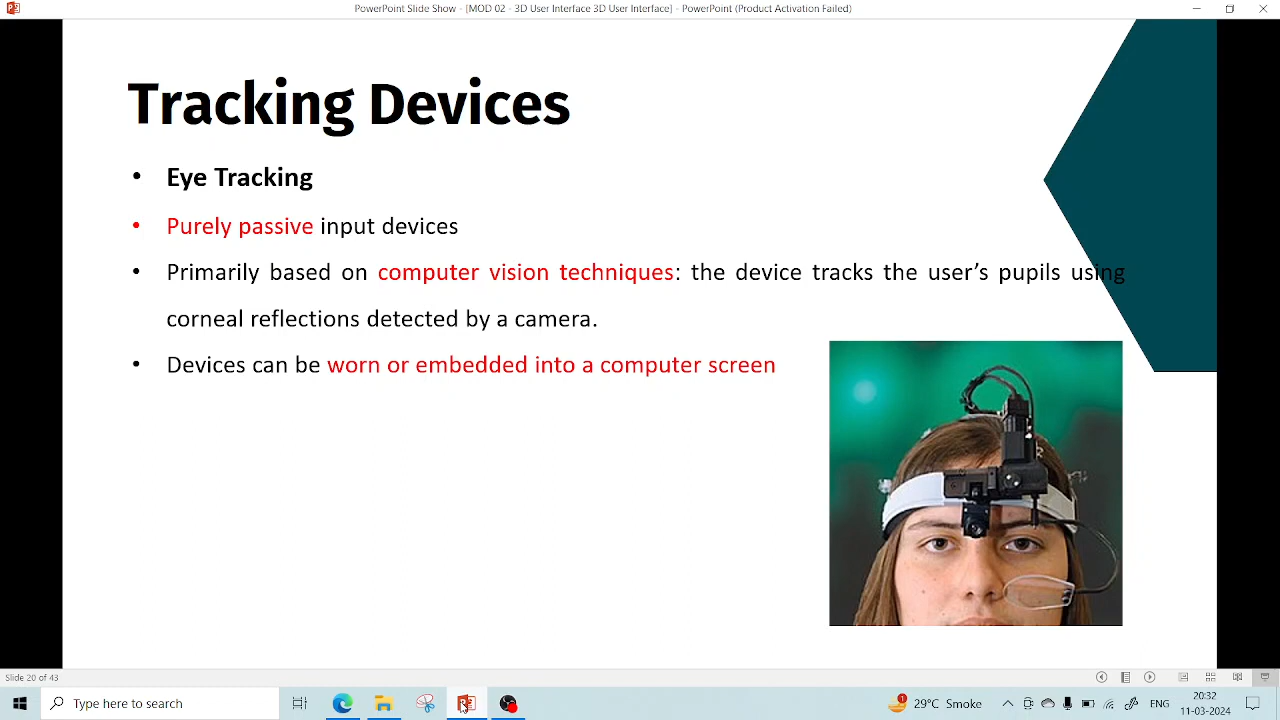 PowerPoint Slide Show - [MOD 02 - 3D User Interface 3D User Interface] - PowerPoint (Product Activation Failed)
Tracking Devices
• Eye Tracking
• Purely passive input devices
• Primarily based on computer vision techniques: the device tracks the user’s pupils using
corneal reflections detected by a camera.
• Devices can be worn or embedded into a computer screen
Slide 20 of 43
Type here to search
1
29°C Smoke
20:32
11-03-2024